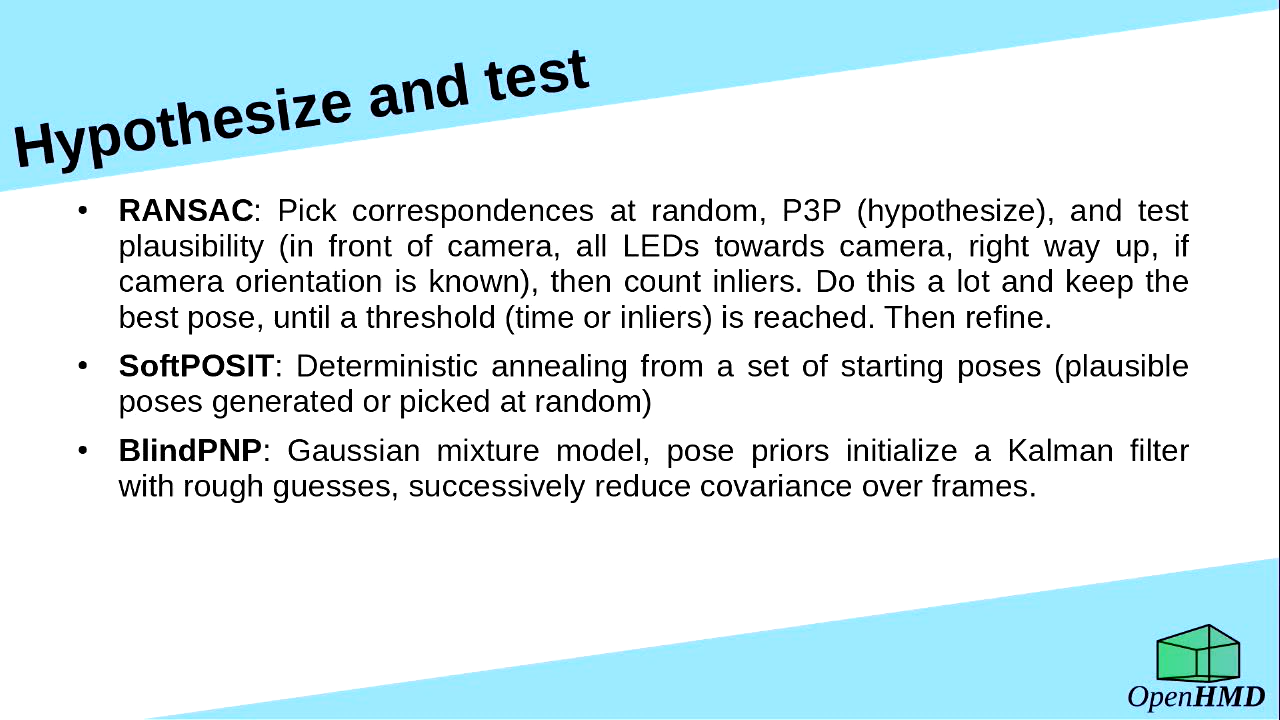 Hypothesize and test
• RANSAC: Pick correspondences at random, P3P (hypothesize), and test
plausibility (in front of camera, all LEDs towards camera, right way up, if
camera orientation is known), then count inliers. Do this a lot and keep the
best pose, until a threshold (time or inliers) is reached. Then refine.
• SoftPOSIT: Deterministic annealing from a set of starting poses (plausible
poses generated or picked at random)
• BlindPNP: Gaussian mixture model, pose priors initialize a Kalman filter
with rough guesses, successively reduce covariance over frames.
OpenHMD